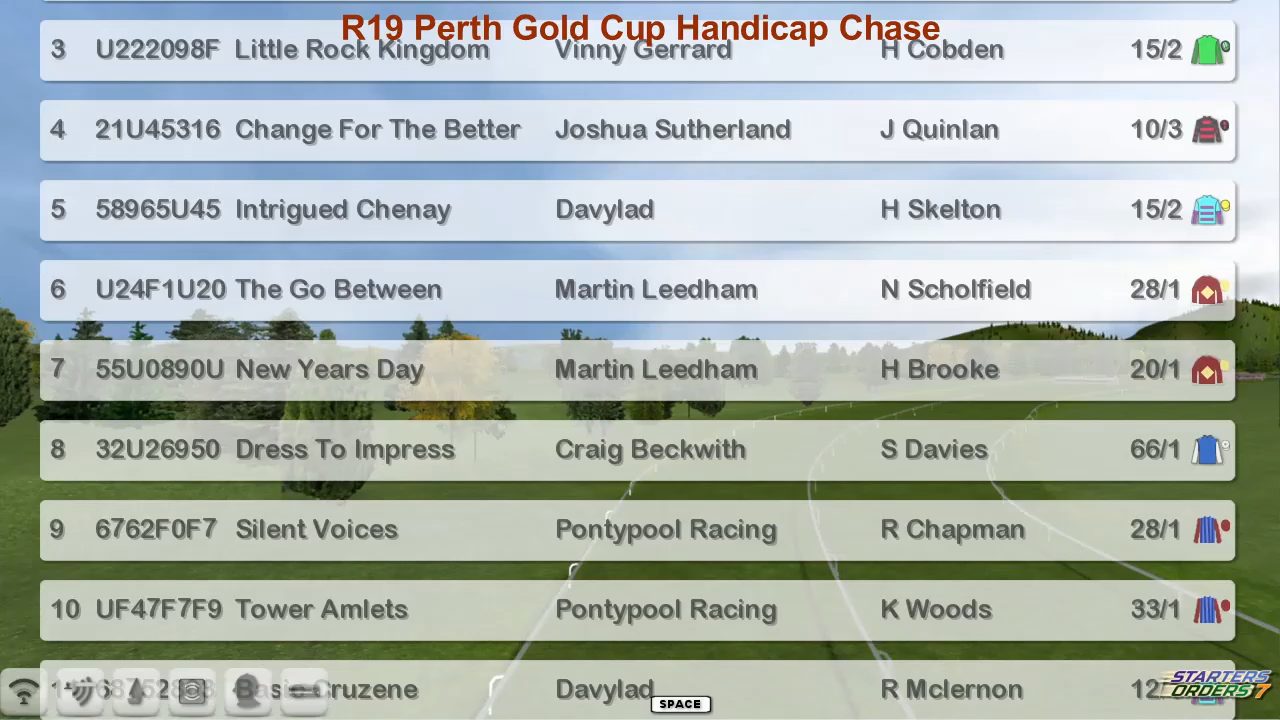 R19 Perth Gold Cup Handicap Chase
3 U222098F Little Rock Kingdom Vinny Gerrard H Cobden 15/2
4 21U45316 Change For The Better Joshua Sutherland J Quinlan 10/3
5 58965U45 Intrigued Chenay Davylad H Skelton 15/2
6 U24F1U20 The Go Between Martin Leedham N Scholfield 28/1
7 55U0890U New Years Day Martin Leedham H Brooke 20/1
8 32U26950 Dress To Impress Craig Beckwith S Davies 66/1
9 6762F0F7 Silent Voices Pontypool Racing R Chapman 28/1
10 UF47F7F9 Tower Amlets Pontypool Racing K Woods 33/1
Cruzene Davylad R Mclernon
SPACE
STARTERS ORDERS 7